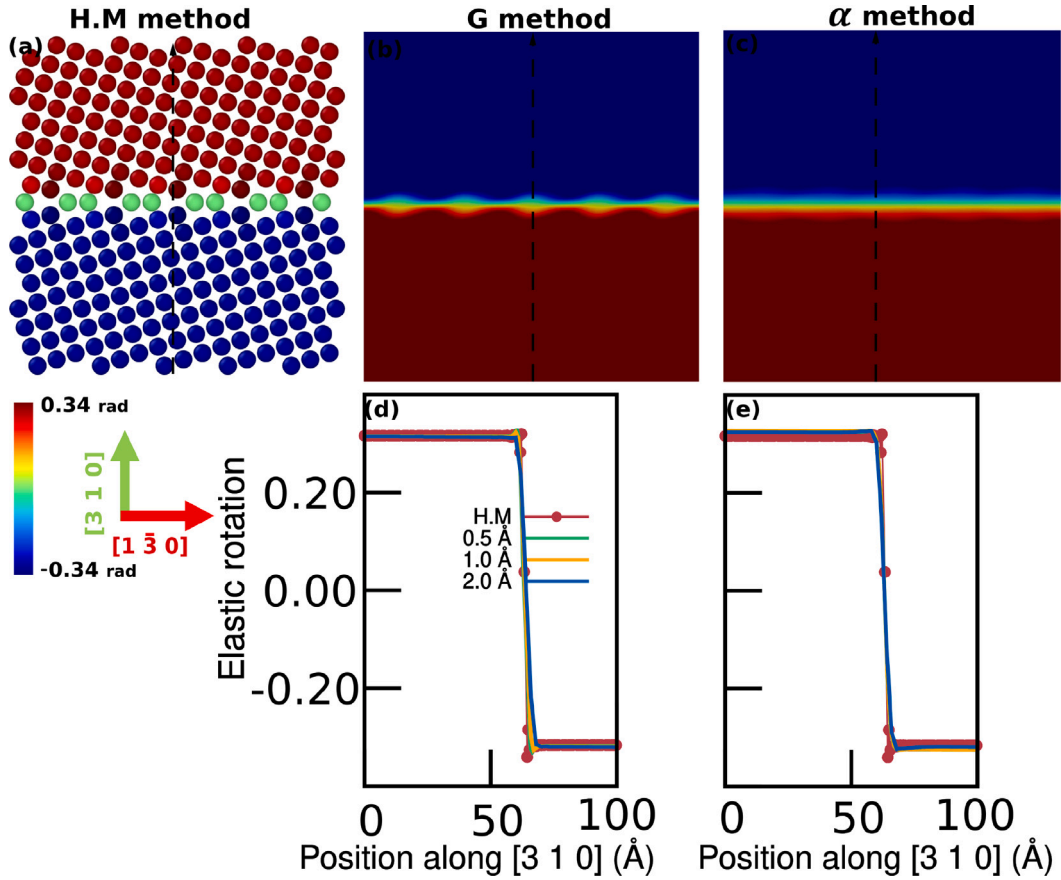 H.M method
G method
α method
(a)
(b)
(c)
0.34 rad
-0.34 rad
[3 1 0]
[1 3̄ 0]
(d)
(e)
Elastic rotation
0.20
0.00
-0.20
H.M
0.5 Å
1.0 Å
2.0 Å
0 50 100
0 50 100
Position along [3 1 0] (Å)
Position along [3 1 0] (Å)